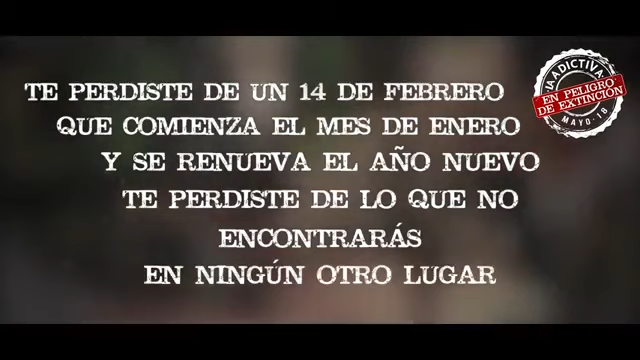 TE PERDISTE DE UN 14 DE FEBRERO
QUE COMIENZA EL MES DE ENERO
Y SE RENUEVA EL AÑO NUEVO
TE PERDISTE DE LO QUE NO
ENCONTRARÁS
EN NINGÚN OTRO LUGAR
LA ADICTIVA
EN PELIGRO
DE EXTINCIÓN
MAYO-18